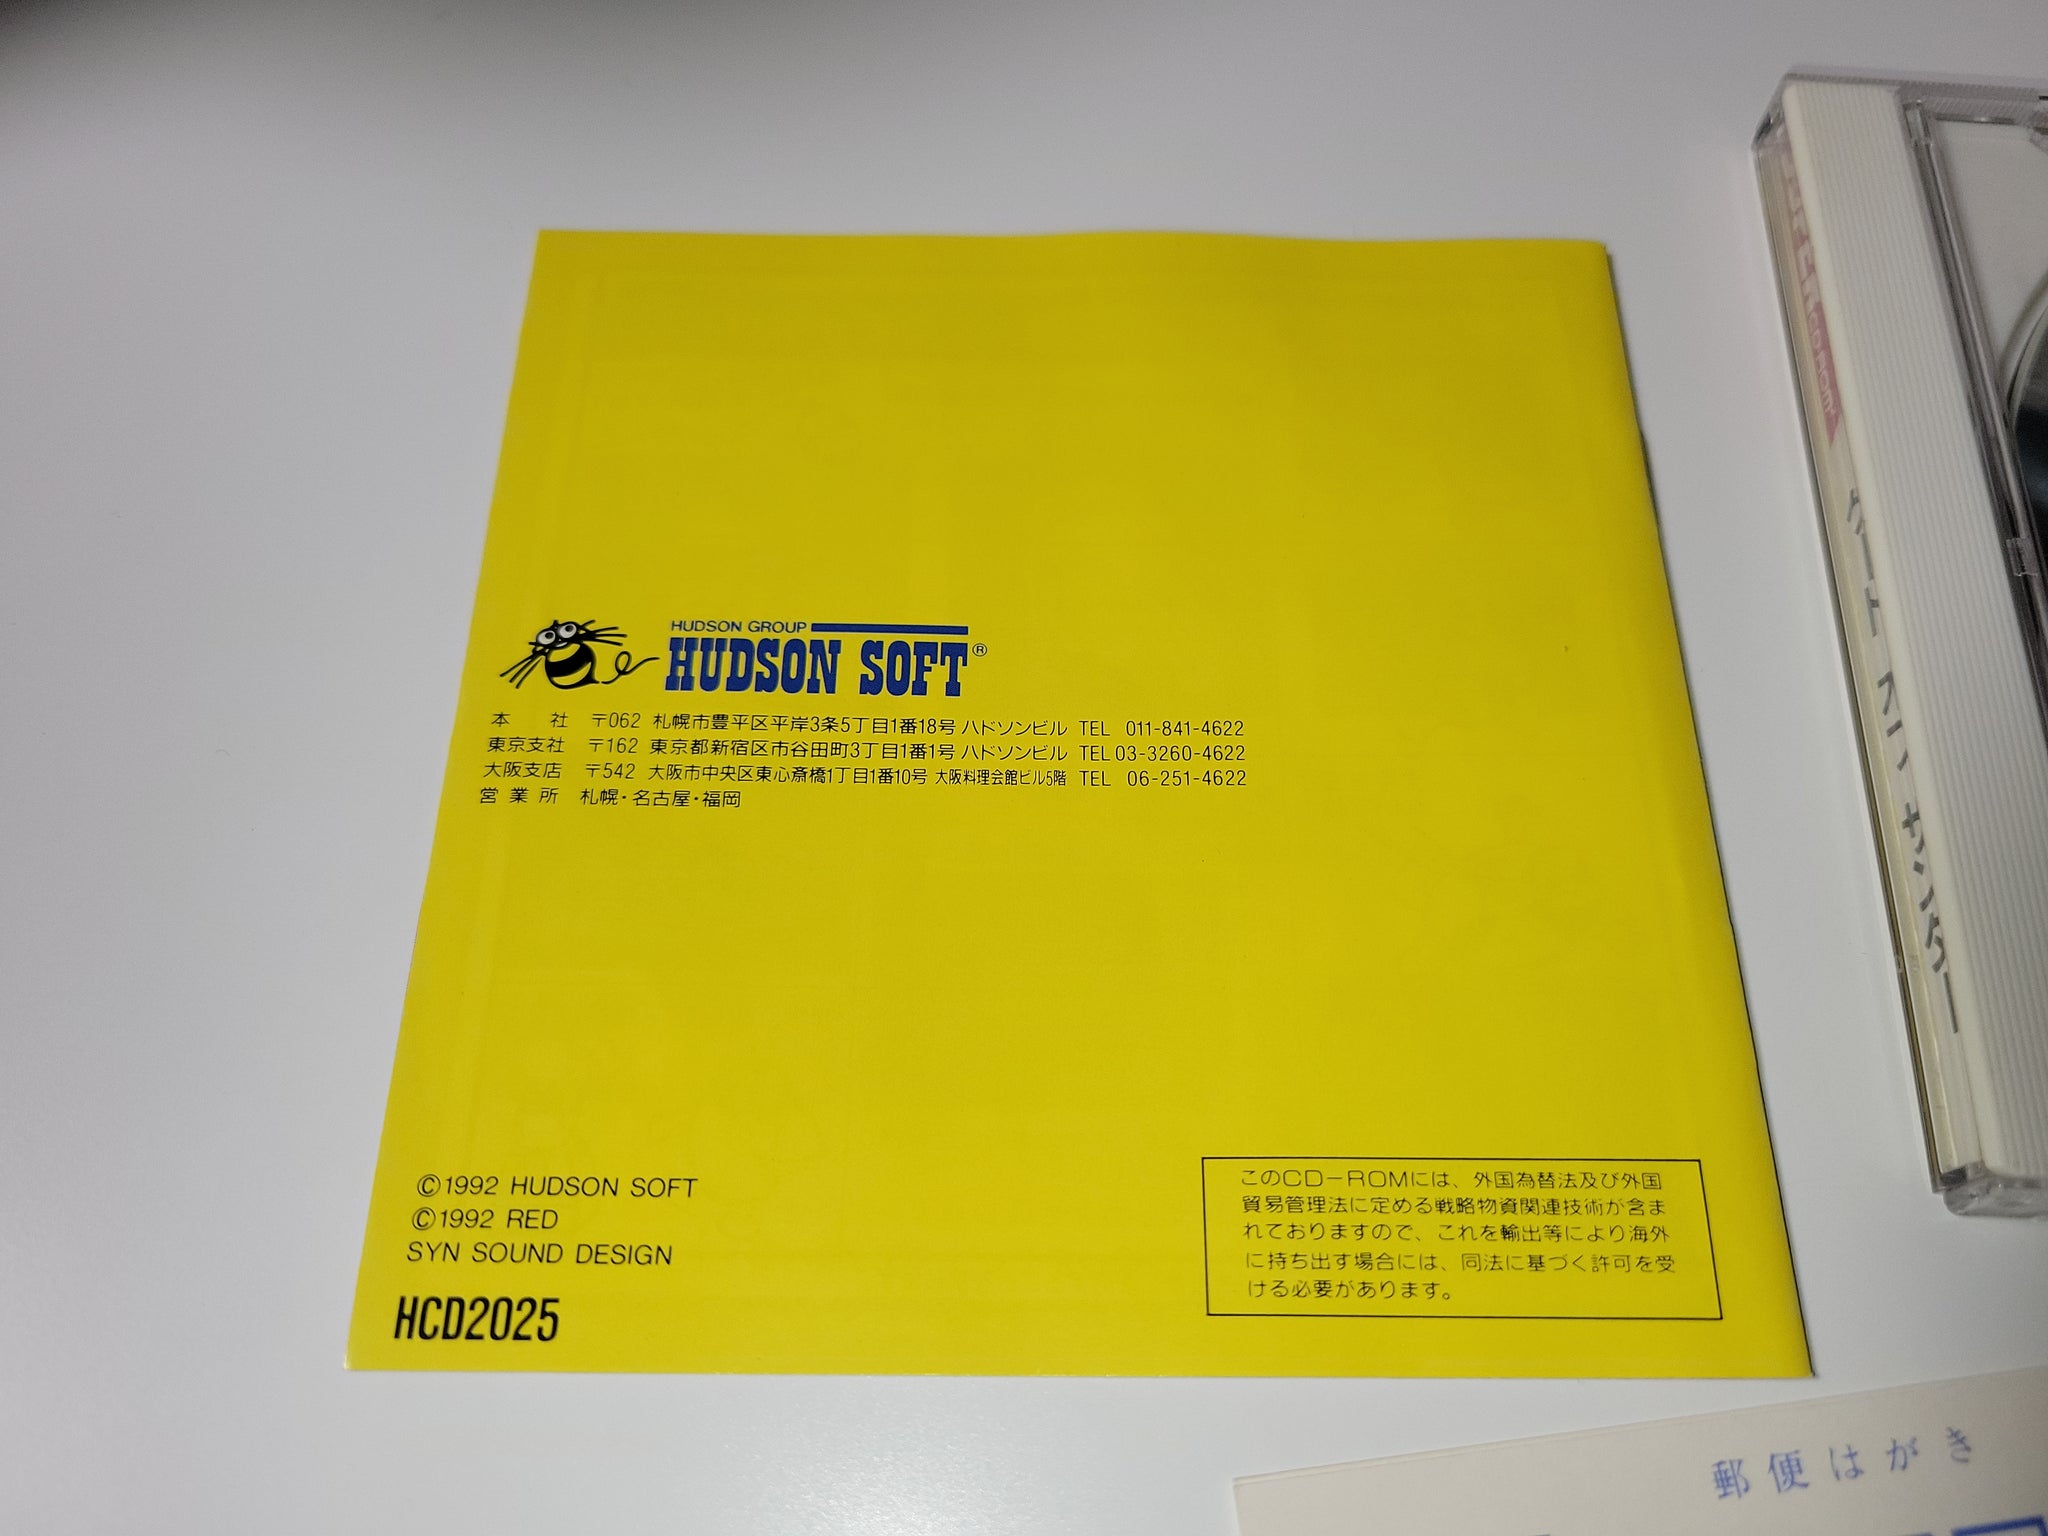 HUDSON GROUP
HUDSON SOFT®
本 社 〒062 札幌市豊平区平岸3条5丁目1番18号 ハドソンビル TEL 011-841-4622
東京支社 〒162 東京都新宿区市谷田町3丁目1番1号 ハドソンビル TEL 03-3260-4622
大阪支店 〒542 大阪市中央区東心斎橋1丁目1番10号 大阪料理会館ビル5階 TEL 06-251-4622
営業所 札幌・名古屋・福岡
©1992 HUDSON SOFT
©1992 RED
SYN SOUND DESIGN
HCD2025
このCD-ROMには、外国為替法及び外国
貿易管理法に定める戦略物資関連技術が含ま
れておりますので、これを輸出等により海外
に持ち出す場合には、同法に基づく許可を受
ける必要があります。
郵便はがき